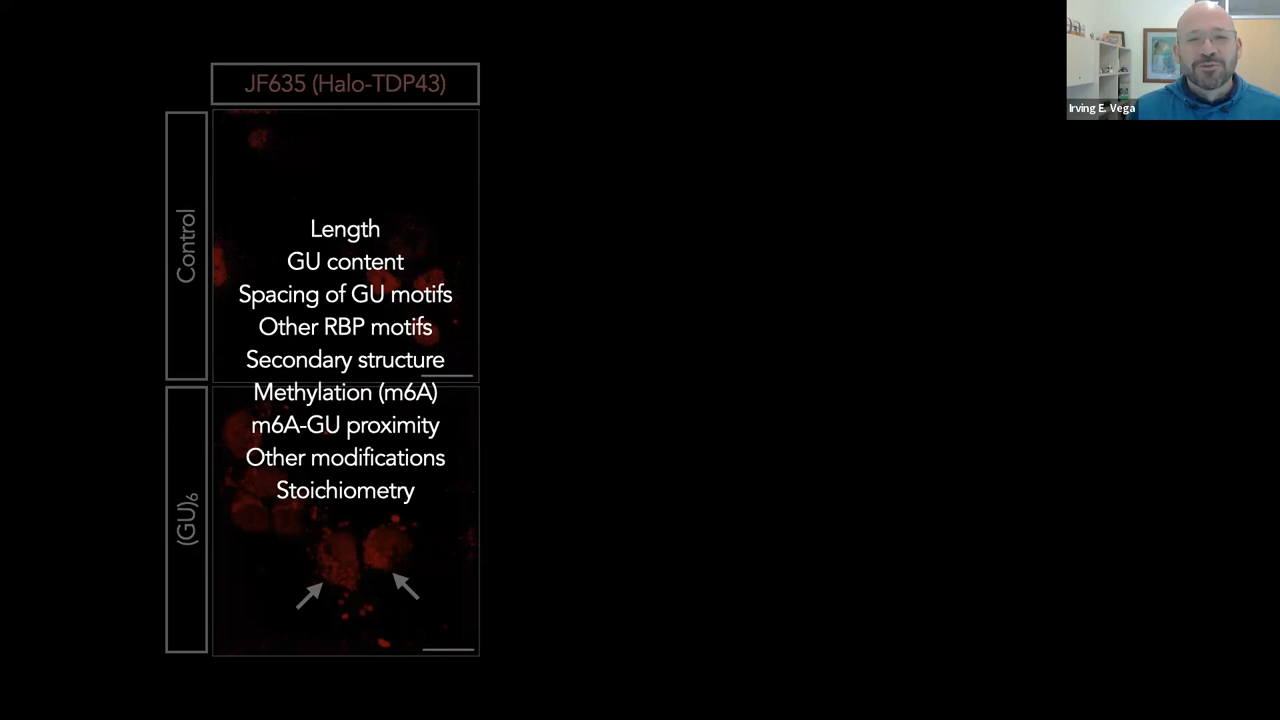 JF635 (Halo-TDP43)
Irving E. Vega
Control
Length
GU content
Spacing of GU motifs
Other RBP motifs
Secondary structure
Methylation (m6A)
m6A-GU proximity
Other modifications
Stoichiometry
(GU)₆